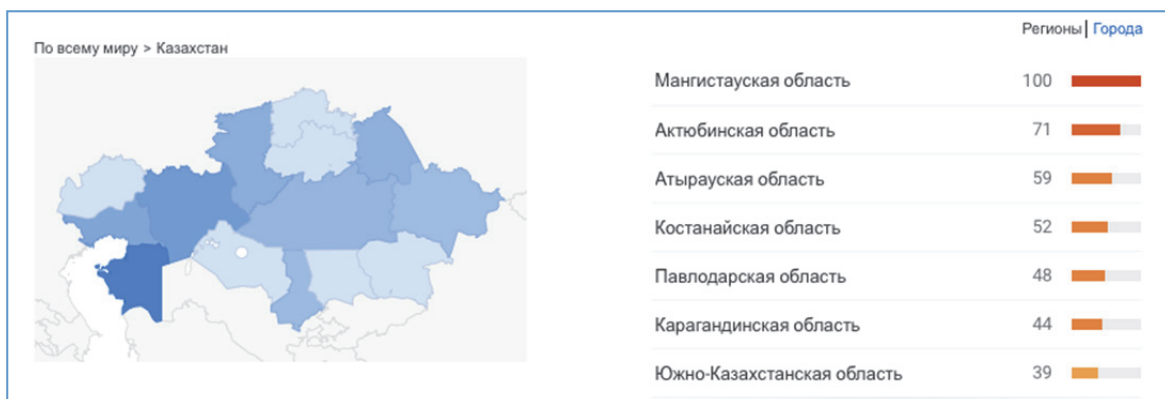 Регионы | Города
По всему миру > Казахстан
Мангистауская область 100
Актюбинская область 71
Атырауская область 59
Костанайская область 52
Павлодарская область 48
Карагандинская область 44
Южно-Казахстанская область 39